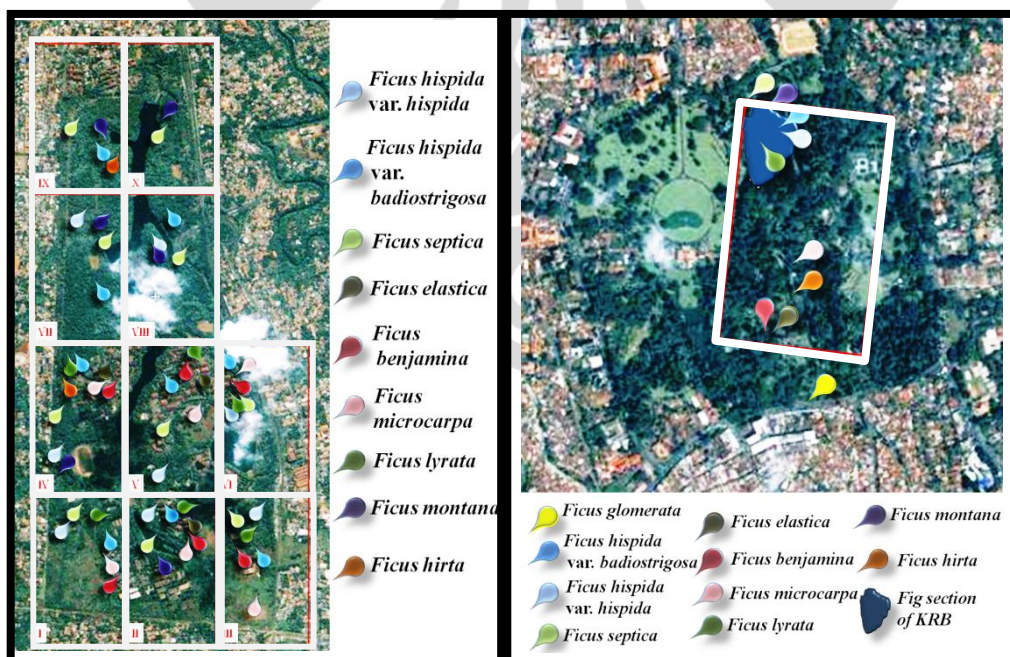 Ficus hispida
var. hispida
Ficus hispida
var.
badiostrigosa
Ficus septica
Ficus elastica
Ficus
benjamina
Ficus
microcarpa
Ficus lyrata
Ficus montana
Ficus hirta
IX
X
VII
VIII
IV
V
VI
I
II
III
Ficus glomerata
Ficus hispida
var. badiostrigosa
Ficus hispida
var. hispida
Ficus septica
Ficus elastica
Ficus benjamina
Ficus microcarpa
Ficus lyrata
Ficus montana
Ficus hirta
Fig section
of KRB